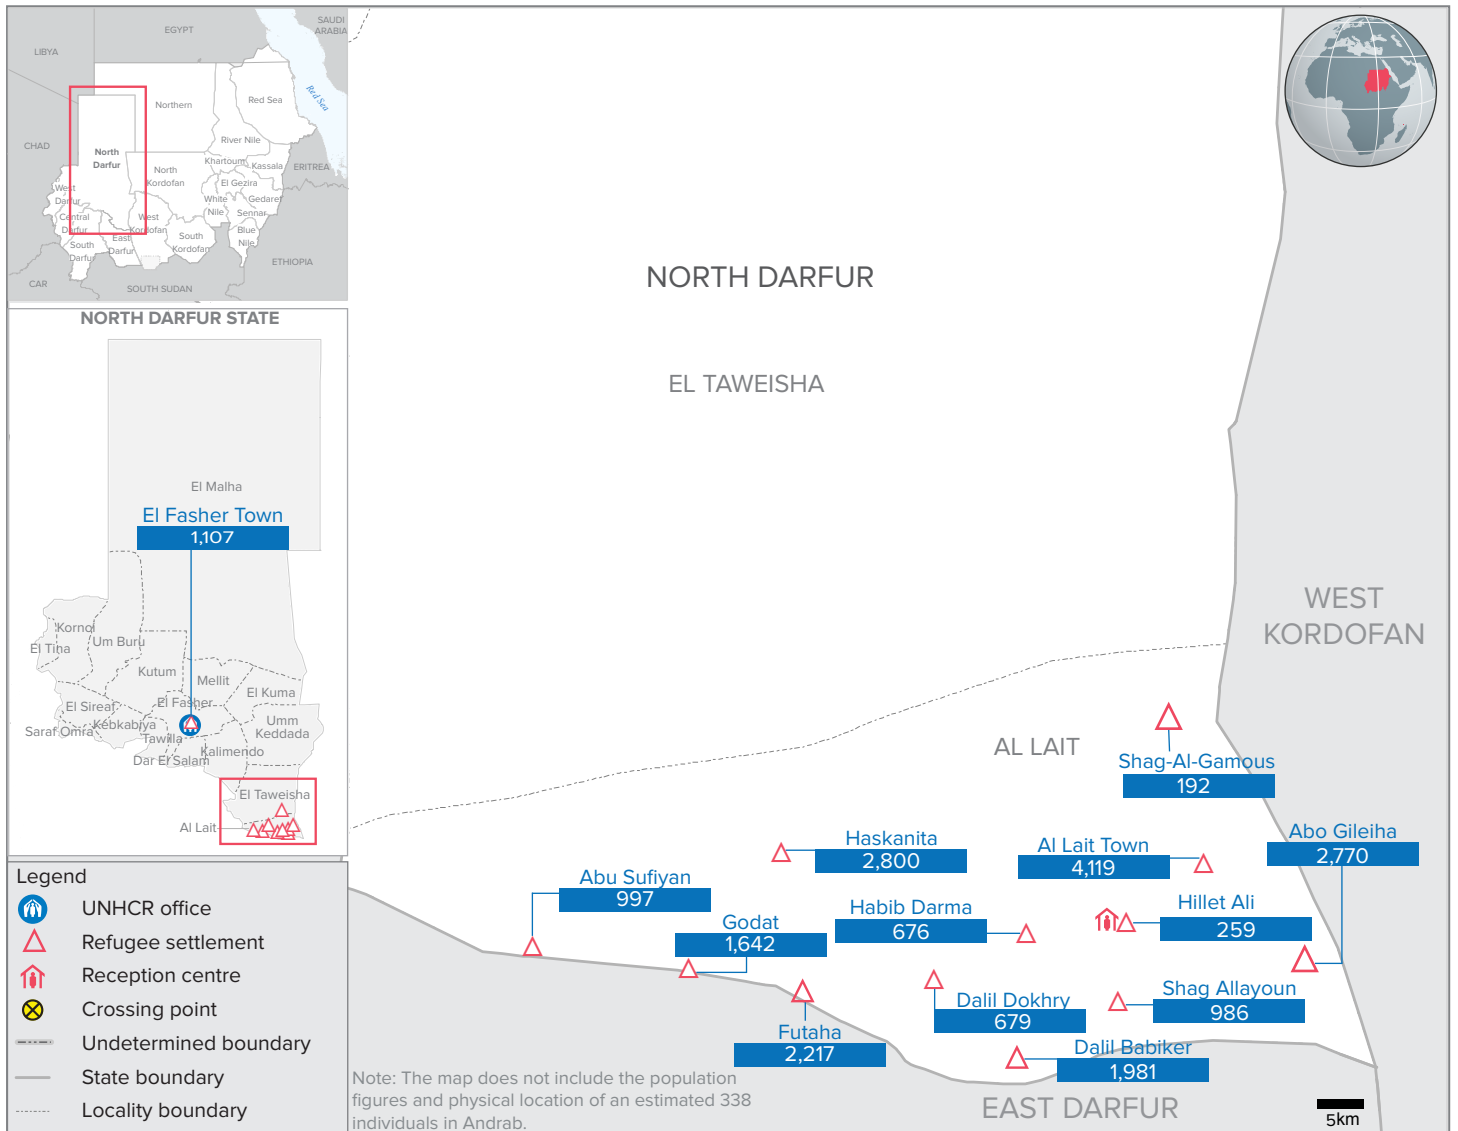 EGYPT
SAUDI
ARABIA
LIBYA
Red Sea
Northern
Red Sea
CHAD
North
Darfur
River Nile
Khartoum
Kassala
ERITREA
North
Kordofan
El Gezira
West
Darfur
White
Nile
Gedaref
Sennar
Central
Darfur
West
Kordofan
East
Darfur
South
Kordofan
Blue
Nile
South
Darfur
ETHIOPIA
CAR
SOUTH SUDAN
NORTH DARFUR STATE
El Malha
El Fasher Town
1,107
Kornoi
El Tina
Um Buru
Kutum
Mellit
El Kuma
El Sireaf
El Fasher
Saraf Omra
Kebkabiya
Tawilla
Umm
Keddada
Dar El Salam
Kalimendo
El Taweisha
Al Lait
Legend
UNHCR office
Refugee settlement
Reception centre
Crossing point
Undetermined boundary
State boundary
Locality boundary
NORTH DARFUR
EL TAWEISHA
WEST
KORDOFAN
AL LAIT
Shag-Al-Gamous
192
Haskanita
2,800
Al Lait Town
4,119
Abo Gileiha
2,770
Abu Sufiyan
997
Godat
1,642
Habib Darma
676
Hillet Ali
259
Futaha
2,217
Dalil Dokhry
679
Shag Allayoun
986
Dalil Babiker
1,981
EAST DARFUR
Note: The map does not include the population
figures and physical location of an estimated 338
individuals in Andrab.
5km